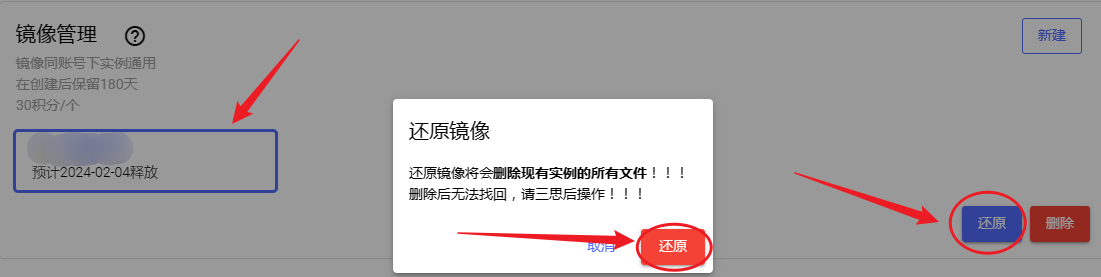 镜像管理
新建
镜像同账号下实例通用
在创建后保留180天
30积分/个
预计2024-02-04释放
还原镜像
还原镜像将会删除现有实例的所有文件！！！
删除后无法找回，请三思后操作！！！
取消
还原
还原
删除